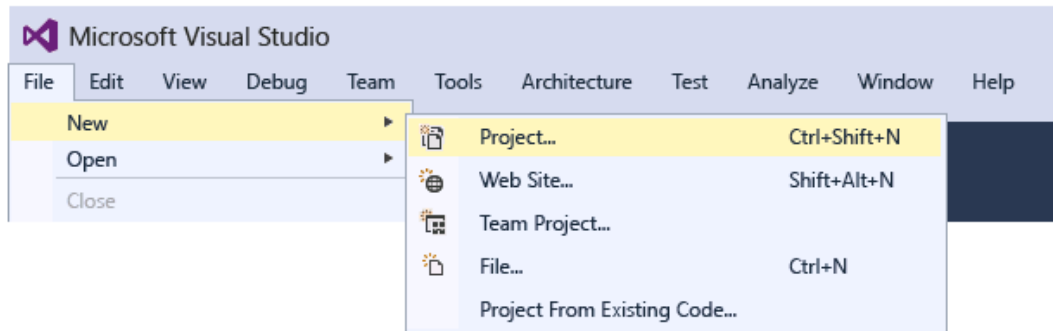 Microsoft Visual Studio
File Edit View Debug Team Tools Architecture Test Analyze Window Help
New
Project... Ctrl+Shift+N
Open
Web Site... Shift+Alt+N
Close
Team Project...
File... Ctrl+N
Project From Existing Code...